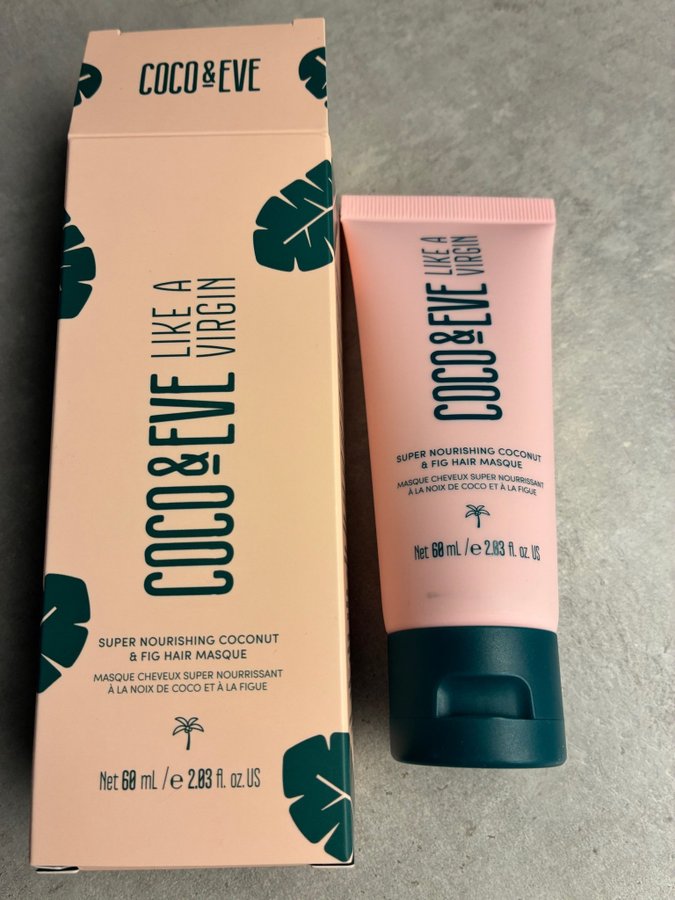 COCO&EVE
COCO&EVE LIKE A
VIRGIN
SUPER NOURISHING COCONUT
& FIG HAIR MASQUE
MASQUE CHEVEUX SUPER NOURRISSANT
À LA NOIX DE COCO ET À LA FIGUE
Net 60 mL / e 2.03 fl. oz. US
COCO&EVE LIKE A
VIRGIN
SUPER NOURISHING COCONUT
& FIG HAIR MASQUE
MASQUE CHEVEUX SUPER NOURRISSANT
À LA NOIX DE COCO ET À LA FIGUE
Net 60 mL / e 2.03 fl. oz. US